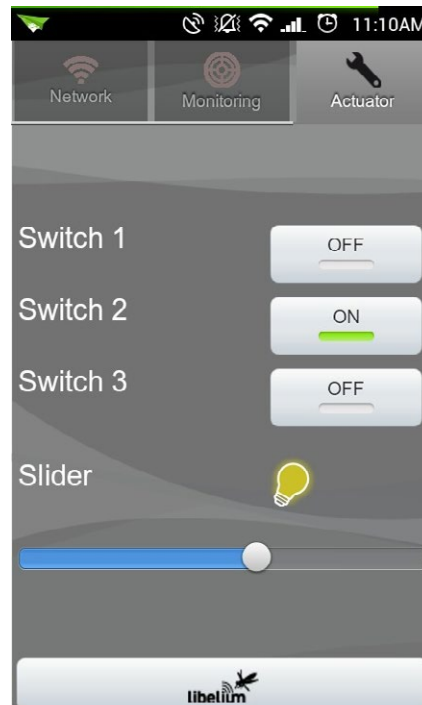 11:10AM
Network Monitoring Actuator
Switch 1 OFF
Switch 2 ON
Switch 3 OFF
Slider
libelium